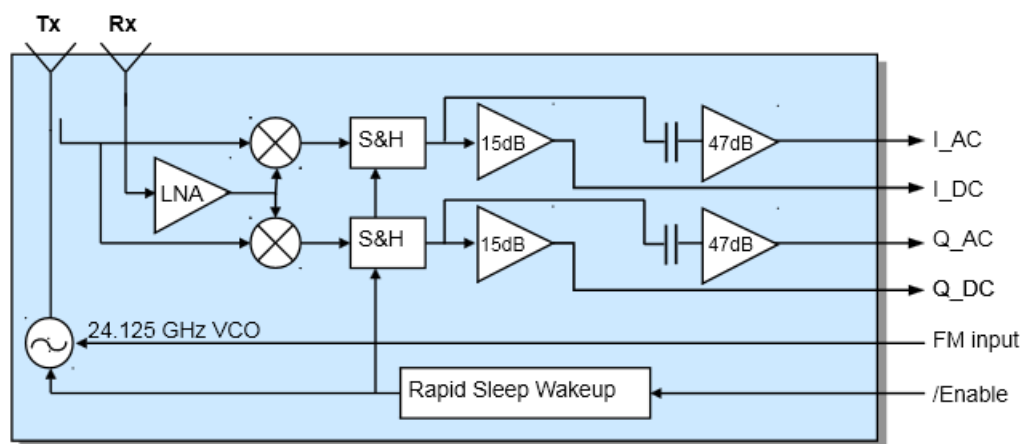 Tx Rx
S&H 15dB 47dB I_AC
I_DC
LNA
S&H 15dB 47dB Q_AC
Q_DC
24.125 GHz VCO FM input
Rapid Sleep Wakeup /Enable